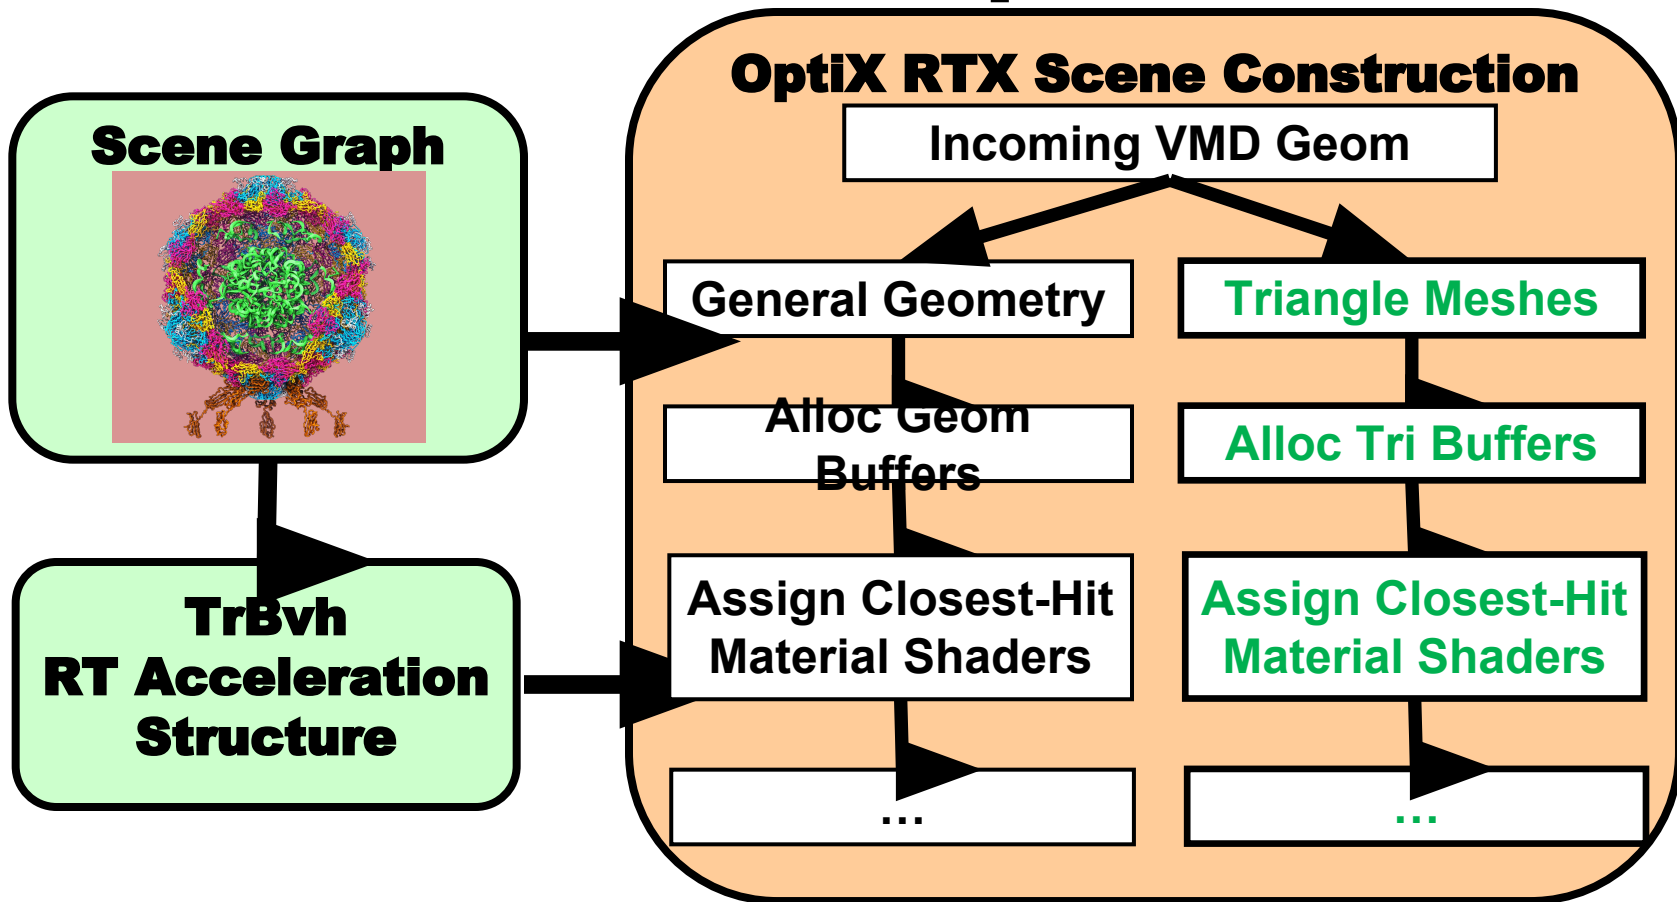 Scene Graph
TrBvh
RT Acceleration
Structure
OptiX RTX Scene Construction
Incoming VMD Geom
General Geometry
Alloc Geom
Buffers
Assign Closest-Hit
Material Shaders
...
Triangle Meshes
Alloc Tri Buffers
Assign Closest-Hit
Material Shaders
...